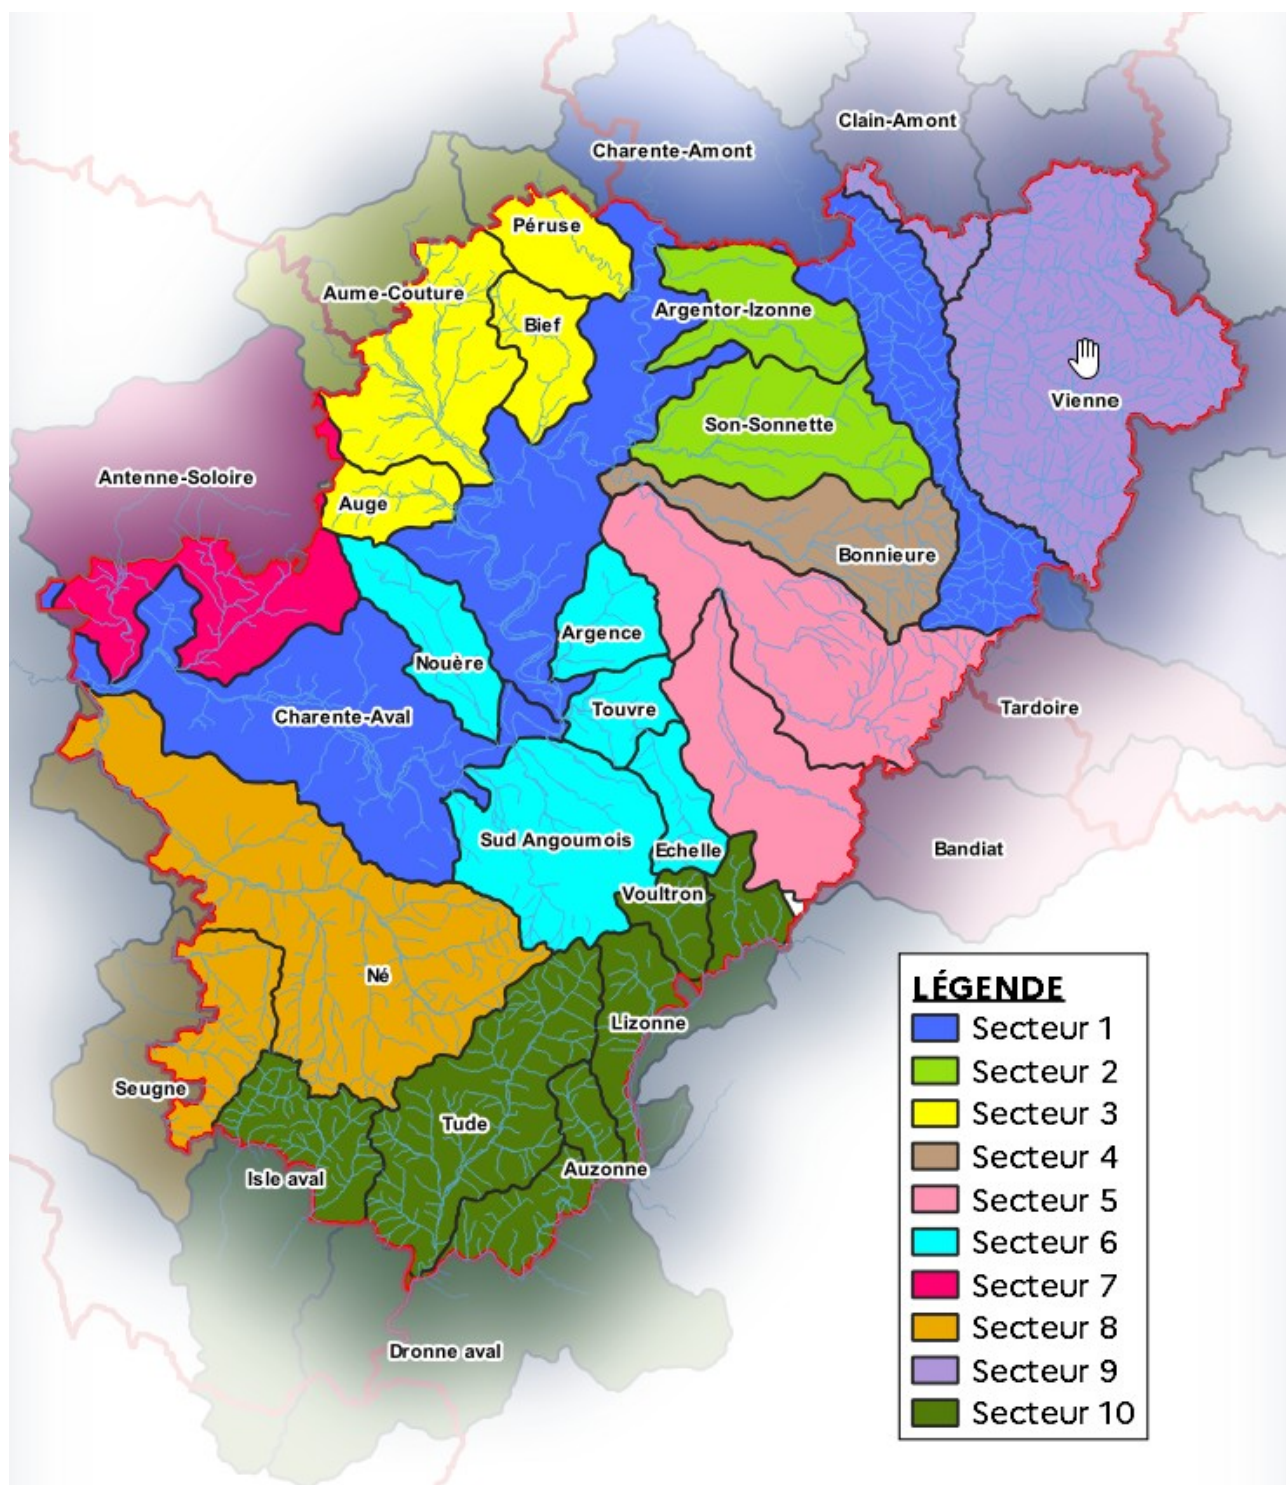 Clain-Amont
Charente-Amont
Péruse
Aume-Couture
Argentor-Izonne
Bief
Vienne
Son-Sonnette
Antenne-Soloire
Auge
Bonnieure
Argence
Nouère
Tardoire
Touvre
Charente-Aval
Sud Angoumois
Echelle
Bandiat
Voultron
Né
Lizonne
Seugne
Tude
Auzonne
Isle aval
Dronne aval
LÉGENDE
Secteur 1
Secteur 2
Secteur 3
Secteur 4
Secteur 5
Secteur 6
Secteur 7
Secteur 8
Secteur 9
Secteur 10